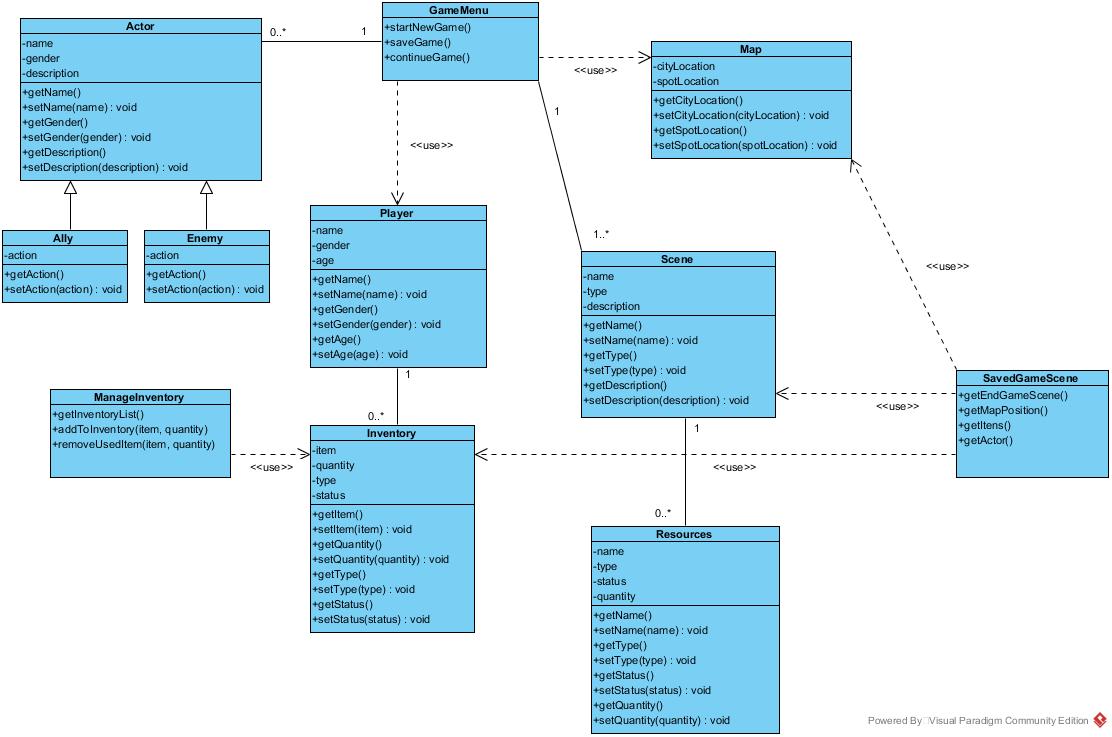 GameMenu
+startNewGame()
+saveGame()
+continueGame()
0..*
1
Actor
-name
-gender
-description
+getName()
+setName(name) : void
+getGender()
+setGender(gender) : void
+getDescription()
+setDescription(description) : void
<<use>>
Map
-cityLocation
-spotLocation
+getCityLocation()
+setCityLocation(cityLocation) : void
+getSpotLocation()
+setSpotLocation(spotLocation) : void
1
<<use>>
Ally
-action
+getAction()
+setAction(action) : void
Enemy
-action
+getAction()
+setAction(action) : void
Player
-name
-gender
-age
+getName()
+setName(name) : void
+getGender()
+setGender(gender) : void
+getAge()
+setAge(age) : void
1..*
Scene
-name
-type
-description
+getName()
+setName(name) : void
+getType()
+setType(type) : void
+getDescription()
+setDescription(description) : void
<<use>>
SavedGameScene
+getEndGameScene()
+getMapPosition()
+getItens()
+getActor()
<<use>>
1
0..*
ManageInventory
+getInventoryList()
+addToInventory(item, quantity)
+removeUsedItem(item, quantity)
<<use>>
Inventory
-item
-quantity
-type
-status
+getItem()
+setItem(item) : void
+getQuantity()
+setQuantity(quantity) : void
+getType()
+setType(type) : void
+getStatus()
+setStatus(status) : void
1
<<use>>
0..*
Resources
-name
-type
-status
-quantity
+getName()
+setName(name) : void
+getType()
+setType(type) : void
+getStatus()
+setStatus(status) : void
+getQuantity()
+setQuantity(quantity) : void
Powered By Visual Paradigm Community Edition